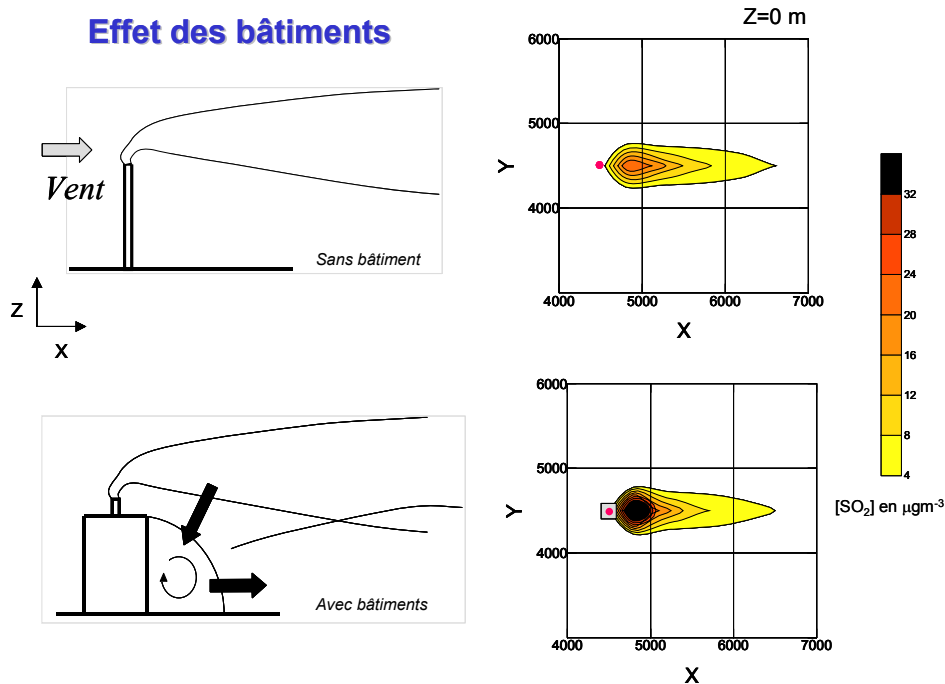 Effet des bâtiments
Vent
Sans bâtiment
Z
X
Z=0 m
6000
5000
4000
Y
4000 5000 6000 7000
X
32
28
24
20
16
12
8
4
[SO₂] en µgm⁻³
Avec bâtiments
6000
5000
4000
Y
4000 5000 6000 7000
X